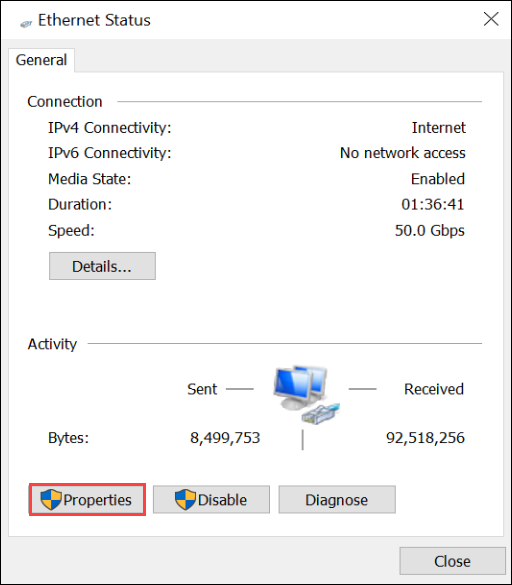 Ethernet Status
General
Connection
IPv4 Connectivity: Internet
IPv6 Connectivity: No network access
Media State: Enabled
Duration: 01:36:41
Speed: 50.0 Gbps
Details...
Activity
Sent Received
Bytes: 8,499,753 92,518,256
Properties Disable Diagnose
Close